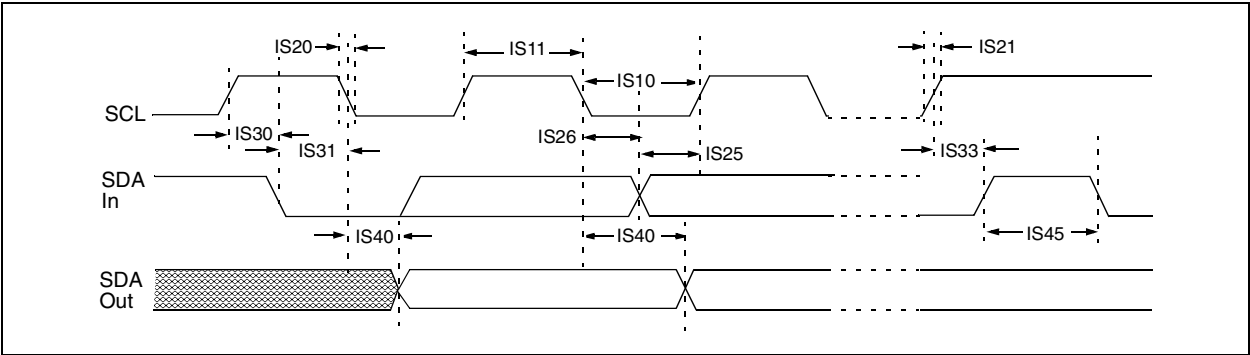 IS20
IS11
IS21
IS10
SCL
IS30
IS26
IS31
IS25
IS33
SDA
In
IS40
IS40
IS45
SDA
Out